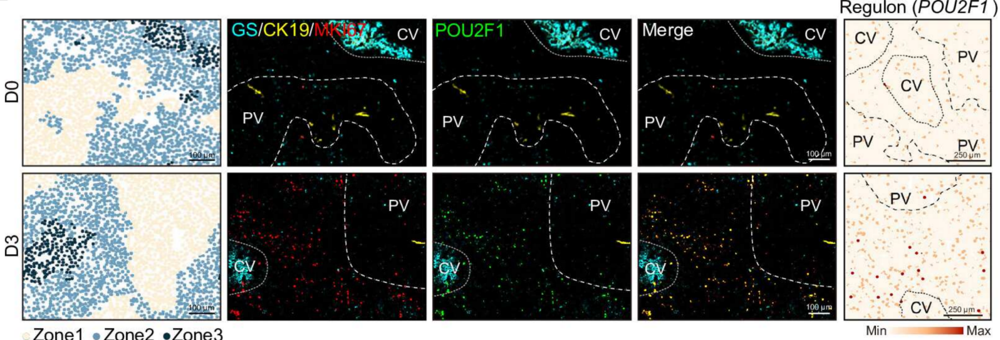 Regulon (POU2F1)
D0
100 µm
GS/CK19/MKI67
CV
PV
POU2F1
CV
PV
Merge
CV
PV
100 µm
CV
PV
CV
PV
PV
250 µm
D3
100 µm
PV
CV
PV
CV
PV
CV
100 µm
PV
CV
250 µm
Zone1 Zone2 Zone3
Min Max